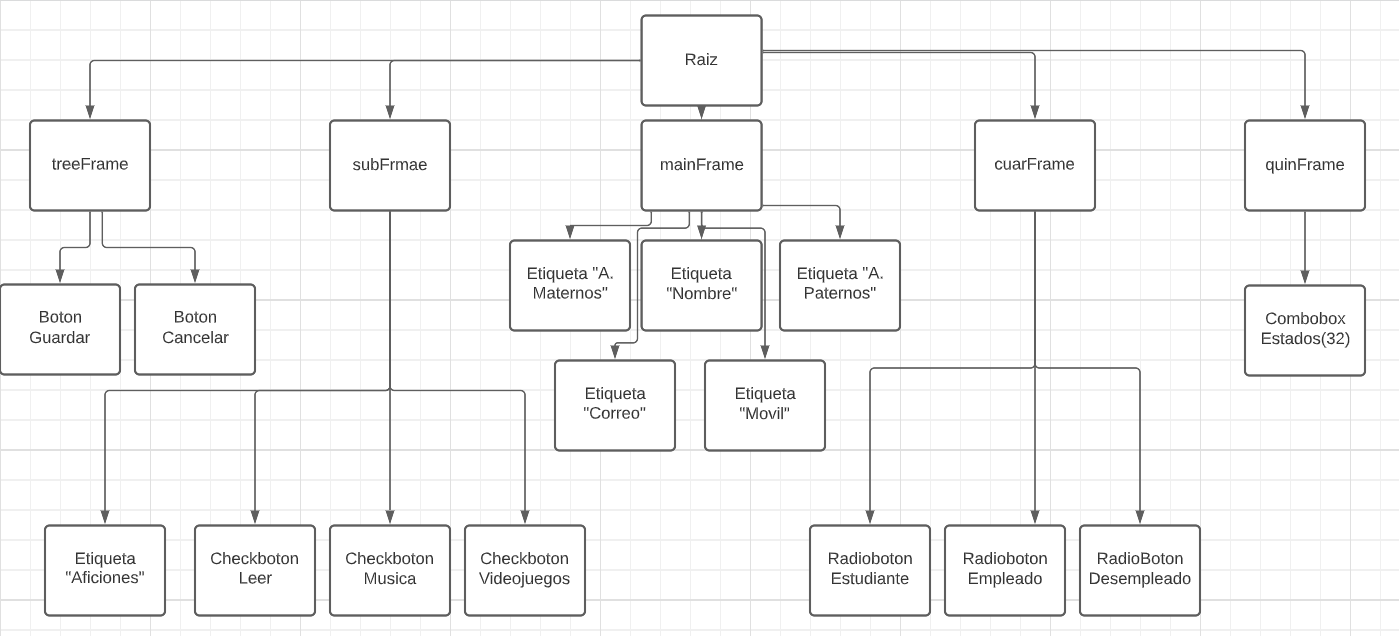 Raiz
treeFrame
subFrmae
mainFrame
cuarFrame
quinFrame
Etiqueta "A.
Maternos"
Etiqueta
"Nombre"
Etiqueta "A.
Paternos"
Boton
Guardar
Boton
Cancelar
Combobox
Estados(32)
Etiqueta
"Correo"
Etiqueta
"Movil"
Etiqueta
"Aficiones"
Checkboton
Leer
Checkboton
Musica
Checkboton
Videojuegos
Radioboton
Estudiante
Radioboton
Empleado
RadioBoton
Desempleado